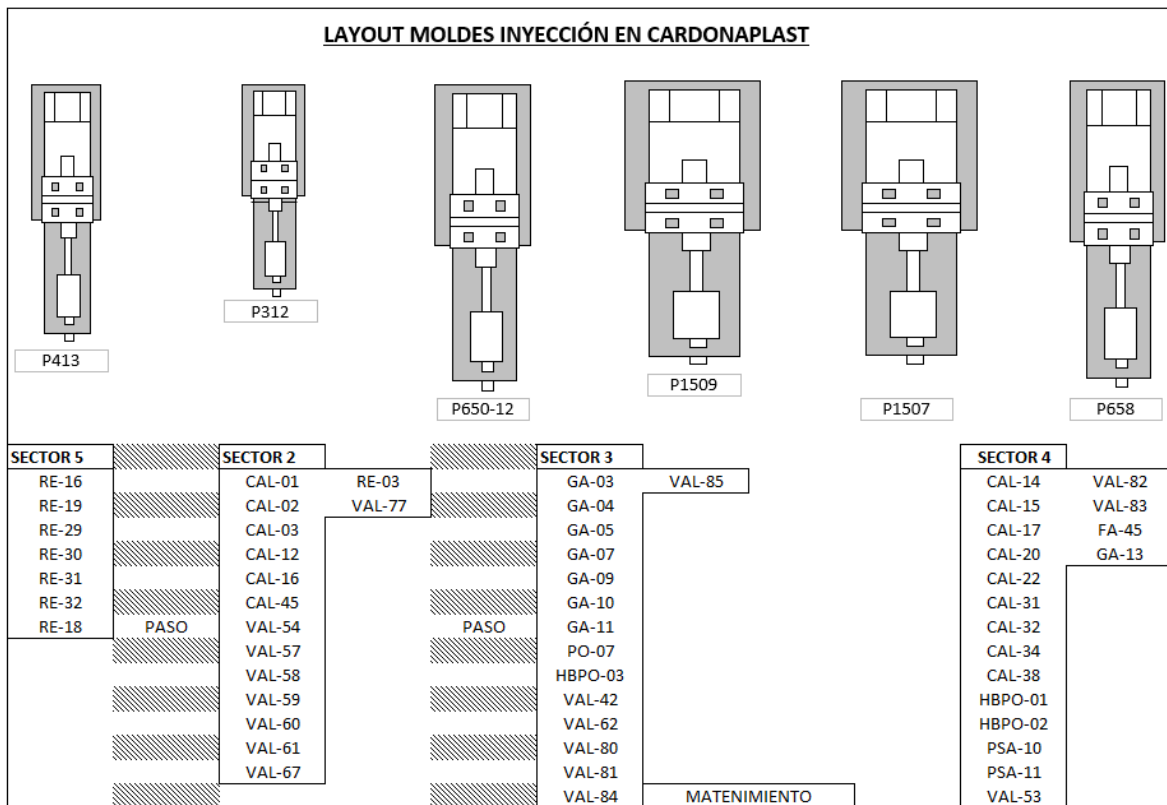 LAYOUT MOLDES INYECCIÓN EN CARDONAPLAST
P413
P312
P650-12
P1509
P1507
P658
SECTOR 5 SECTOR 2 SECTOR 3 SECTOR 4
RE-16 CAL-01 RE-03 GA-03 VAL-85 CAL-14 VAL-82
RE-19 CAL-02 VAL-77 GA-04 CAL-15 VAL-83
RE-29 CAL-03 GA-05 CAL-17 FA-45
RE-30 CAL-12 GA-07 CAL-20 GA-13
RE-31 CAL-16 GA-09 CAL-22
RE-32 CAL-45 GA-10 CAL-31
RE-18 PASO VAL-54 PASO GA-11 CAL-32
VAL-57 PO-07 CAL-34
VAL-58 HBPO-03 CAL-38
VAL-59 VAL-42 HBPO-01
VAL-60 VAL-62 HBPO-02
VAL-61 VAL-80 PSA-10
VAL-67 VAL-81 PSA-11
VAL-84 MATENIMIENTO VAL-53